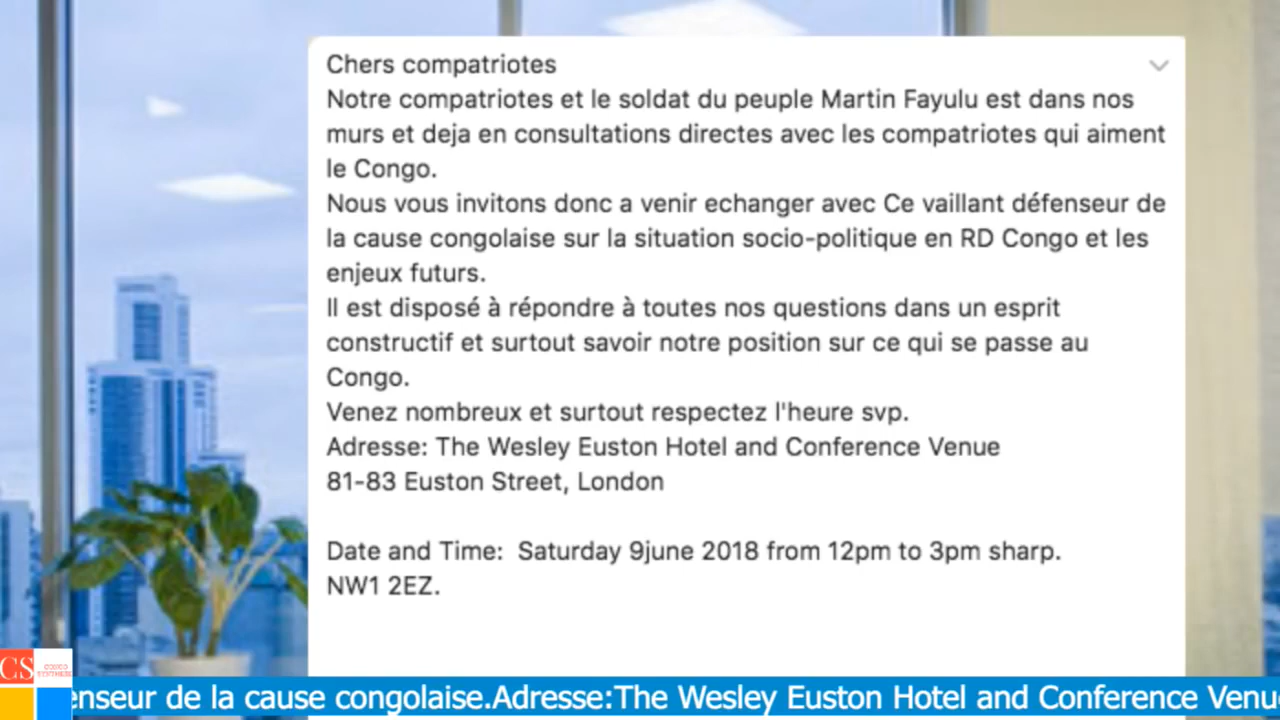 Chers compatriotes
Notre compatriotes et le soldat du peuple Martin Fayulu est dans nos
murs et deja en consultations directes avec les compatriotes qui aiment
le Congo.
Nous vous invitons donc a venir echanger avec Ce vaillant défenseur de
la cause congolaise sur la situation socio-politique en RD Congo et les
enjeux futurs.
Il est disposé à répondre à toutes nos questions dans un esprit
constructif et surtout savoir notre position sur ce qui se passe au
Congo.
Venez nombreux et surtout respectez l'heure svp.
Adresse: The Wesley Euston Hotel and Conference Venue
81-83 Euston Street, London
Date and Time:  Saturday 9june 2018 from 12pm to 3pm sharp.
NW1 2EZ.
CS
enseur de la cause congolaise.Adresse:The Wesley Euston Hotel and Conference Venu